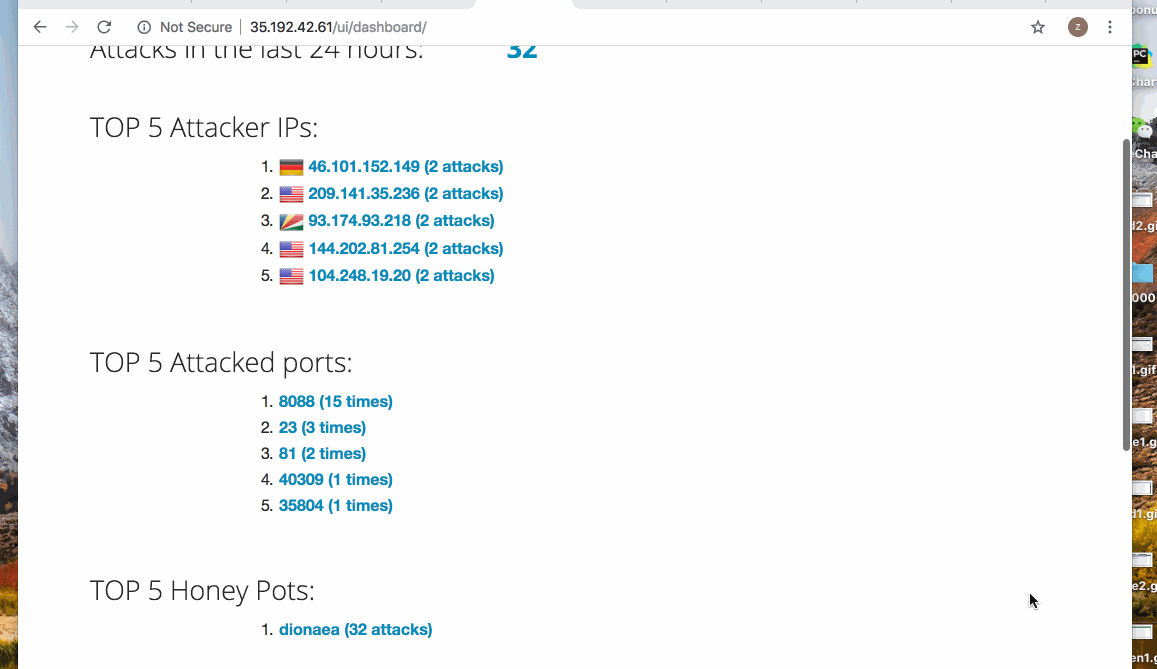 Not Secure 35.192.42.61/ui/dashboard/
z
Attacks in the last 24 hours: 32
TOP 5 Attacker IPs:
1. 46.101.152.149 (2 attacks)
2. 209.141.35.236 (2 attacks)
3. 93.174.93.218 (2 attacks)
4. 144.202.81.254 (2 attacks)
5. 104.248.19.20 (2 attacks)
TOP 5 Attacked ports:
1. 8088 (15 times)
2. 23 (3 times)
3. 81 (2 times)
4. 40309 (1 times)
5. 35804 (1 times)
TOP 5 Honey Pots:
1. dionaea (32 attacks)
PC